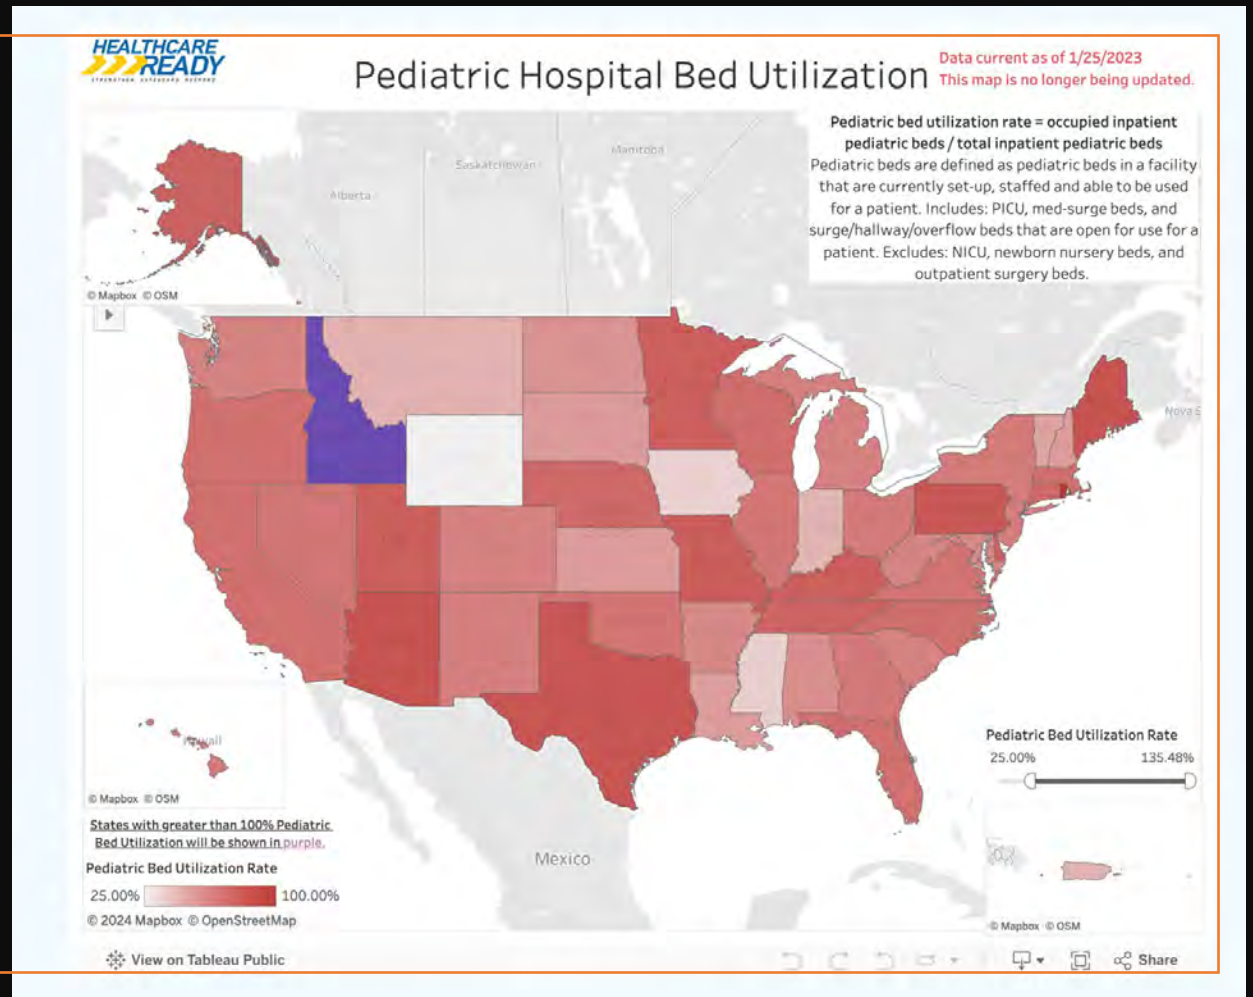 HEALTHCARE
READY
STRENGTHEN SAFEGUARD RESPOND
Pediatric Hospital Bed Utilization
Data current as of 1/25/2023
This map is no longer being updated.
Pediatric bed utilization rate = occupied inpatient
pediatric beds / total inpatient pediatric beds
Pediatric beds are defined as pediatric beds in a facility
that are currently set-up, staffed and able to be used
for a patient. Includes: PICU, med-surge beds, and
surge/hallway/overflow beds that are open for use for a
patient. Excludes: NICU, newborn nursery beds, and
outpatient surgery beds.
Manitoba
Saskatchewan
Alberta
© Mapbox © OSM
Nova S
Hawaii
© Mapbox © OSM
Pediatric Bed Utilization Rate
25.00% 135.48%
States with greater than 100% Pediatric
Bed Utilization will be shown in purple.
Pediatric Bed Utilization Rate
25.00% 100.00%
© 2024 Mapbox © OpenStreetMap
Mexico
© Mapbox © OSM
View on Tableau Public
Share